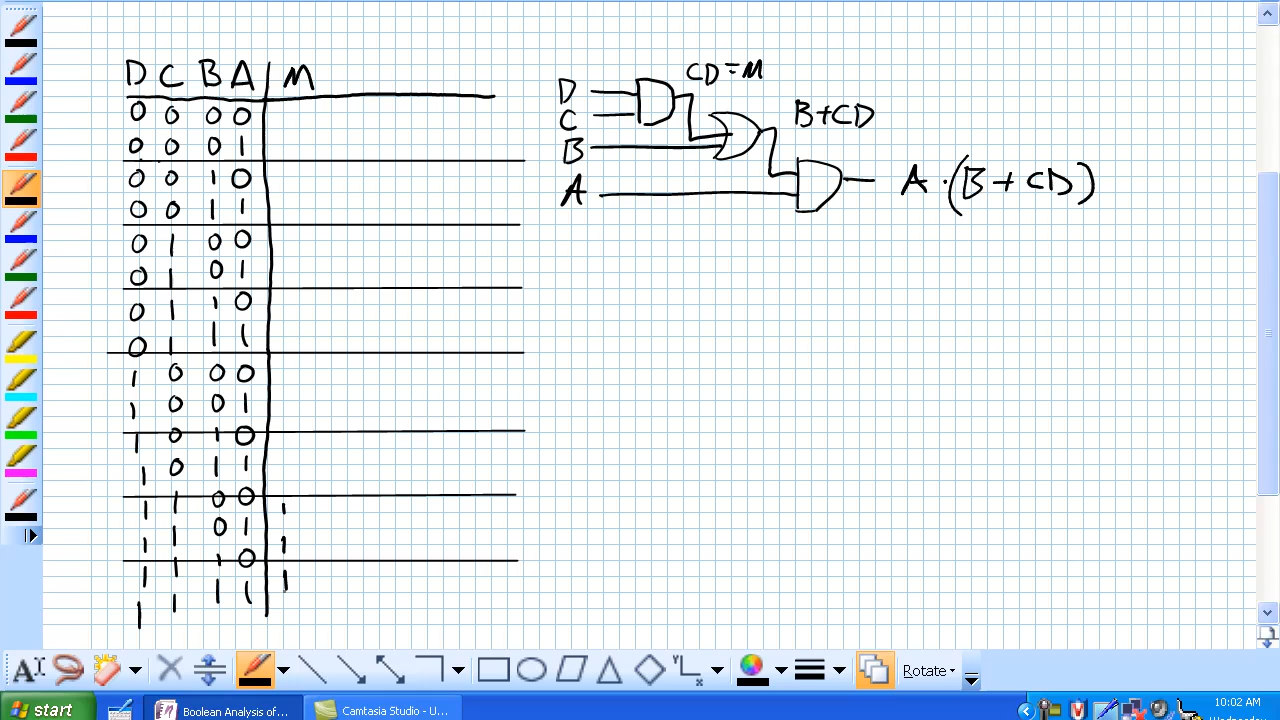 D C B A M
0 0 0 0
0 0 0 1
0 0 1 0
0 0 1 1
0 1 0 0
0 1 0 1
0 1 1 0
0 1 1 1
1 0 0 0
1 0 0 1
1 0 1 0
1 0 1 1
1 1 0 0 1
1 1 0 1 1
1 1 1 0 1
1 1 1 1
CD=M
D
C
B
A
B+CD
A·(B+CD)
A
Rotate
start
Boolean Analysis of...
Camtasia Studio - U...
10:02 AM